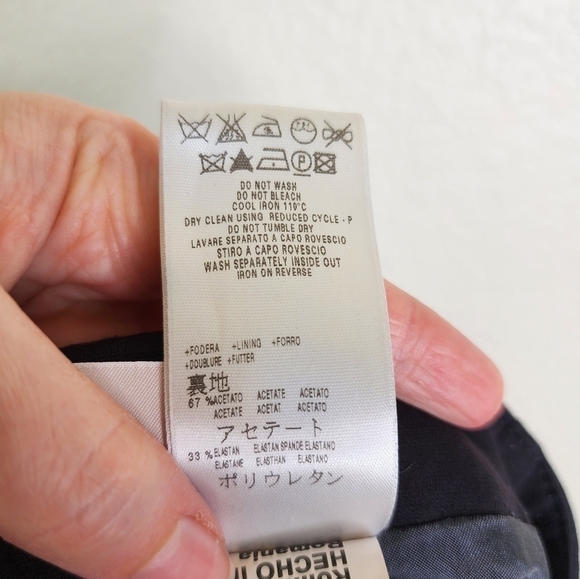 DO NOT WASH
DO NOT BLEACH
COOL IRON 110°C
DRY CLEAN USING REDUCED CYCLE - P
DO NOT TUMBLE DRY
LAVARE SEPARATO A CAPO ROVESCIO
STIRO A CAPO ROVESCIO
WASH SEPARATELY INSIDE OUT
IRON ON REVERSE
+FODERA +LINING +FORRO
+DOUBLURE +FUTTER
裏地
67 %ACETATO ACETATE ACETATO
ACETATE ACETAT ACETATO
アセテート
33 %ELASTAN ELASTAN SPANDE ELASTANO
ELASTANE ELASTHAN ELASTANO
ポリウレタン
Romania
HECHO